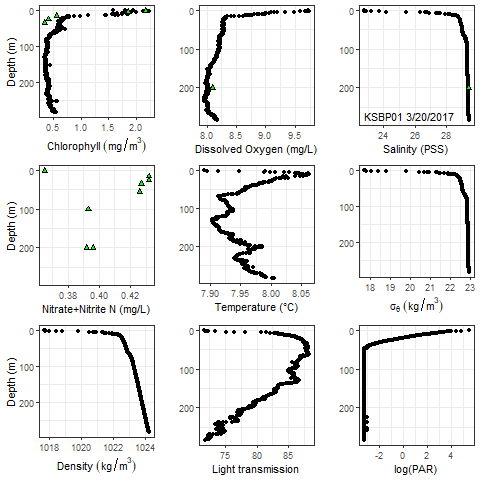 Depth (m)
0
100
200
0.5 1.0 1.5 2.0
Chlorophyll (mg/m³)
0
100
200
8.0 8.5 9.0 9.5
Dissolved Oxygen (mg/L)
0
100
200
KSBP01 3/20/2017
24 26 28
Salinity (PSS)
Depth (m)
0
100
200
0.38 0.40 0.42
Nitrate+Nitrite N (mg/L)
0
100
200
7.90 7.95 8.00 8.05
Temperature (°C)
0
100
200
18 19 20 21 22 23
σθ (kg/m³)
Depth (m)
0
100
200
1018 1020 1022 1024
Density (kg/m³)
0
100
200
75 80 85
Light transmission
0
100
200
-2 0 2 4
log(PAR)